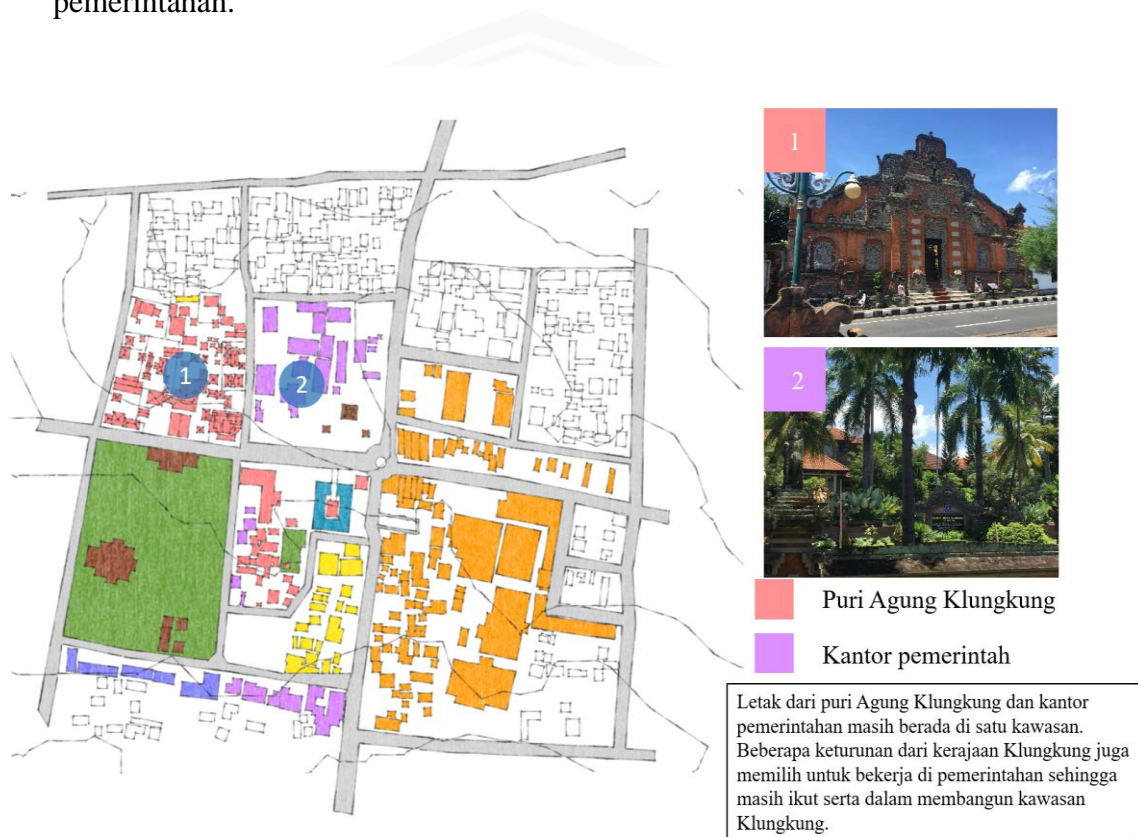 pemerintahan.
1
2
1
2
Puri Agung Klungkung
Kantor pemerintah
Letak dari puri Agung Klungkung dan kantor
pemerintahan masih berada di satu kawasan.
Beberapa keturunan dari kerajaan Klungkung juga
memilih untuk bekerja di pemerintahan sehingga
masih ikut serta dalam membangun kawasan
Klungkung.